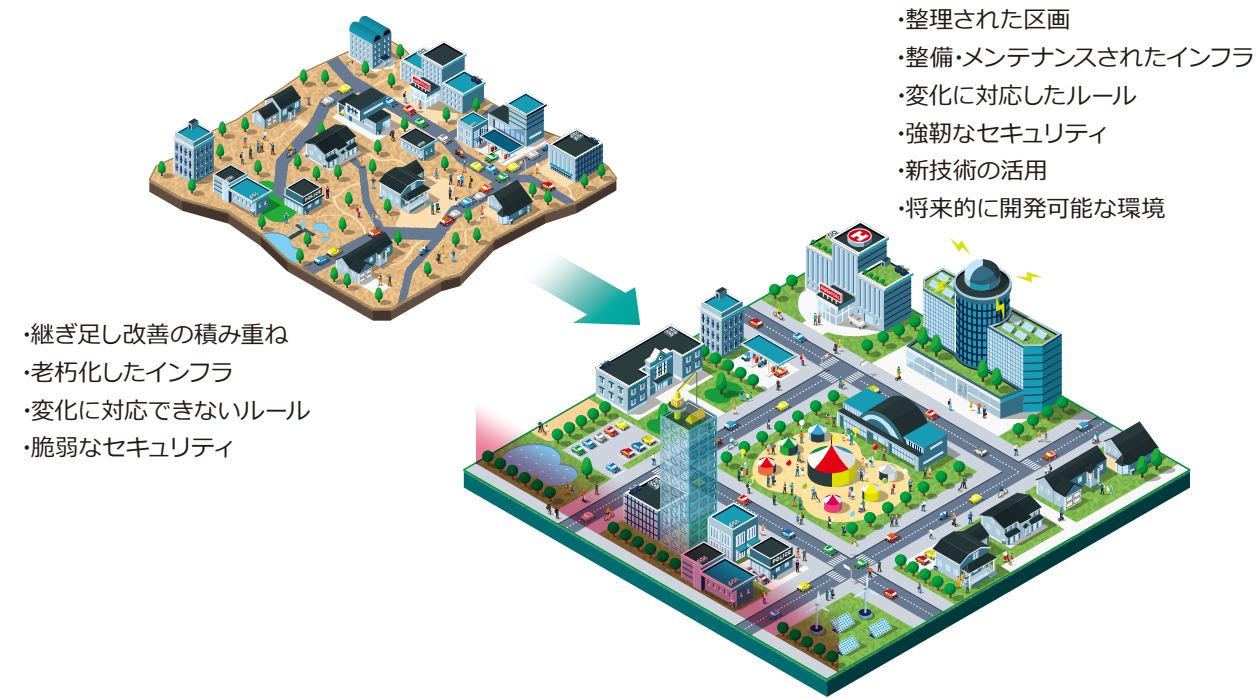 ・整理された区画
・整備・メンテナンスされたインフラ
・変化に対応したルール
・強靭なセキュリティ
・新技術の活用
・将来的に開発可能な環境
HOSPITAL
POLICE
・継ぎ足し改善の積み重ね
・老朽化したインフラ
・変化に対応できないルール
・脆弱なセキュリティ
H
HOSPITAL
POLICE